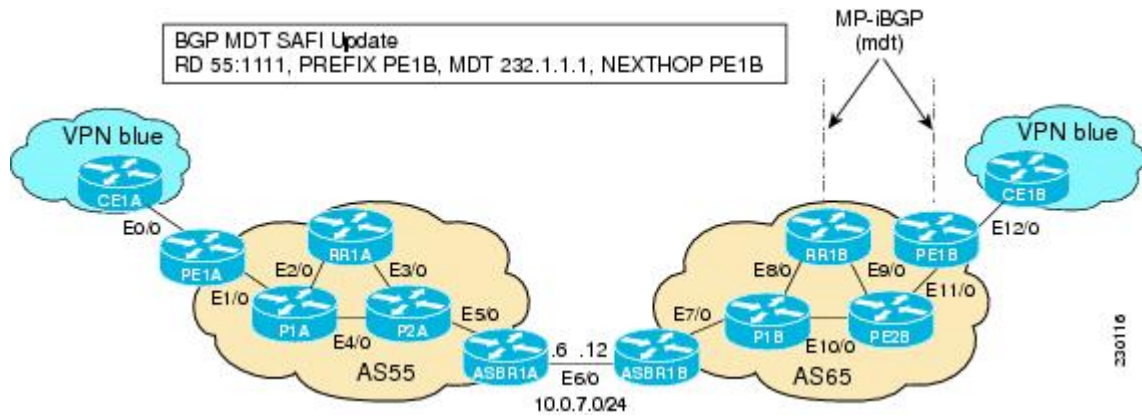 MP-iBGP
(mdt)
BGP MDT SAFI Update
RD 55:1111, PREFIX PE1B, MDT 232.1.1.1, NEXTHOP PE1B
VPN blue
CE1A
E0/0
PE1A
E1/0
E2/0
RR1A
E3/0
P1A
E4/0
P2A
E5/0
ASBR1A
AS55
.6
.12
E6/0
10.0.7.0/24
ASBR1B
E7/0
P1B
E8/0
RR1B
E9/0
E10/0
PE2B
E11/0
PE1B
E12/0
VPN blue
CE1B
AS65
230116